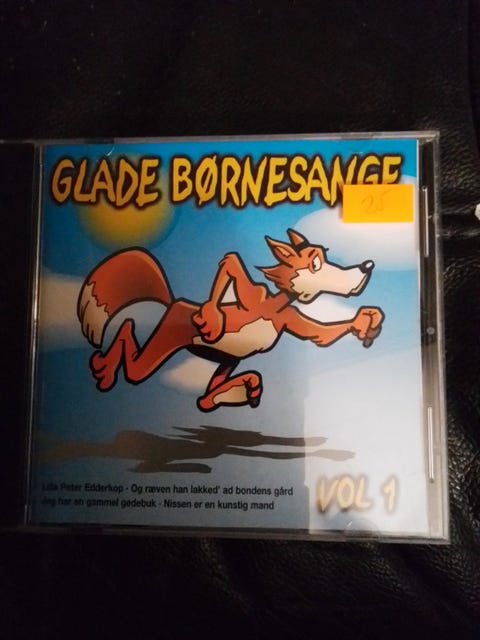 GLADE BØRNESANGE
25
Lille Peter Edderkop - Og ræven han lakked' ad bondens gård
Jeg har en gammel gedebuk - Nissen er en kunstig mand
VOL 1